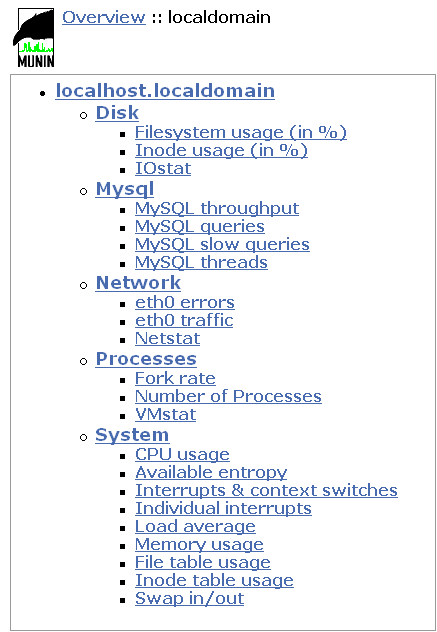 Overview :: localdomain
MUNIN
localhost.localdomain
Disk
Filesystem usage (in %)
Inode usage (in %)
IOstat
Mysql
MySQL throughput
MySQL queries
MySQL slow queries
MySQL threads
Network
eth0 errors
eth0 traffic
Netstat
Processes
Fork rate
Number of Processes
VMstat
System
CPU usage
Available entropy
Interrupts & context switches
Individual interrupts
Load average
Memory usage
File table usage
Inode table usage
Swap in/out